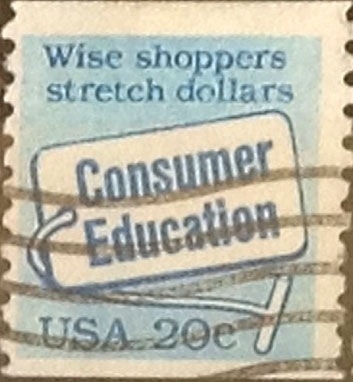 Wise shoppers
stretch dollars
Consumer
Education
USA 20c